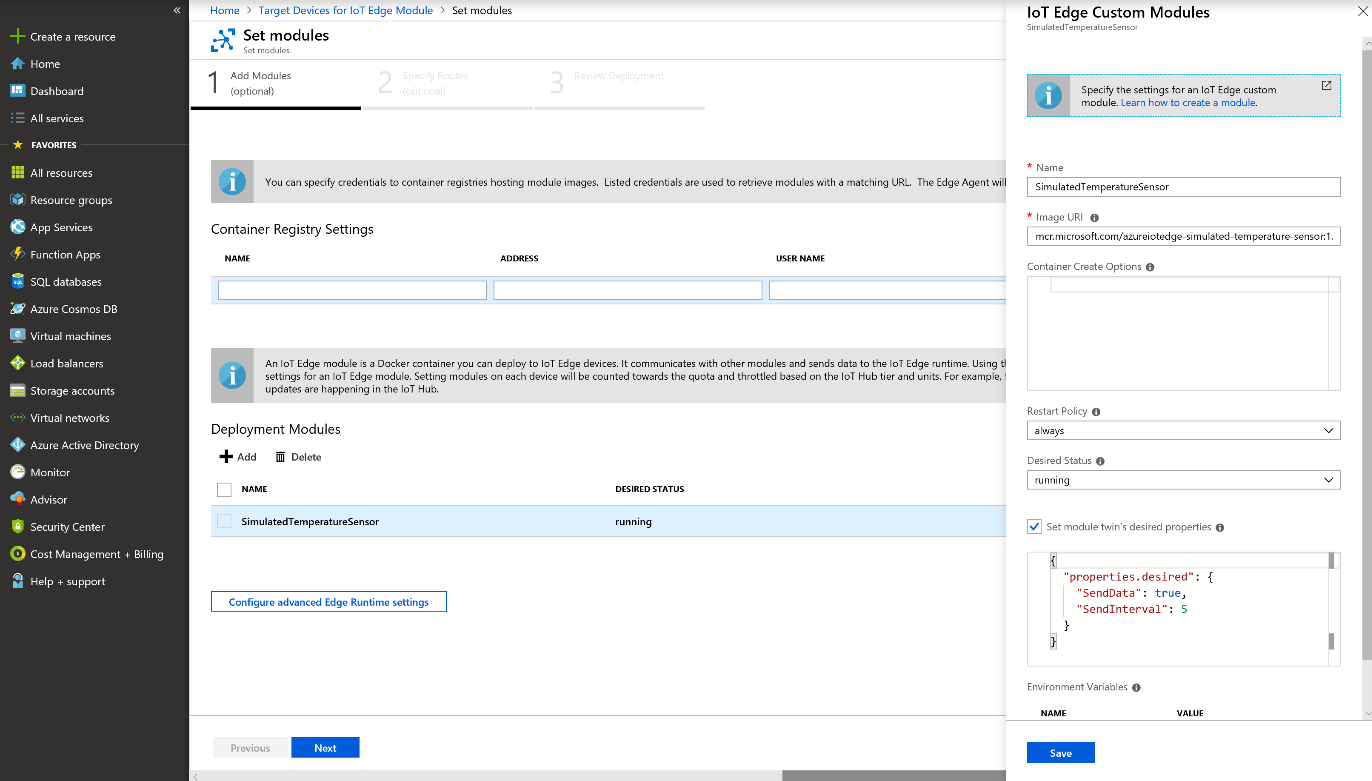 «
Create a resource
Home
Dashboard
All services
FAVORITES
All resources
Resource groups
App Services
Function Apps
SQL databases
Azure Cosmos DB
Virtual machines
Load balancers
Storage accounts
Virtual networks
Azure Active Directory
Monitor
Advisor
Security Center
Cost Management + Billing
Help + support
Home > Target Devices for IoT Edge Module > Set modules
Set modules
Set modules
1 Add Modules
(optional)
2 Specify Routes
(optional)
3 Review Deployment
You can specify credentials to container registries hosting module images. Listed credentials are used to retrieve modules with a matching URL. The Edge Agent will
Container Registry Settings
NAME ADDRESS USER NAME
An IoT Edge module is a Docker container you can deploy to IoT Edge devices. It communicates with other modules and sends data to the IoT Edge runtime. Using
settings for an IoT Edge module. Setting modules on each device will be counted towards the quota and throttled based on the IoT Hub tier and units. For example,
updates are happening in the IoT Hub.
Deployment Modules
Add Delete
NAME DESIRED STATUS
SimulatedTemperatureSensor running
Configure advanced Edge Runtime settings
Previous Next
IoT Edge Custom Modules
SimulatedTemperatureSensor
Specify the settings for an IoT Edge custom
module. Learn how to create a module.
* Name
SimulatedTemperatureSensor
* Image URI
mcr.microsoft.com/azureiotedge-simulated-temperature-sensor:1.
Container Create Options
Restart Policy
always
Desired Status
running
Set module twin's desired properties
{
"properties.desired": {
"SendData": true,
"SendInterval": 5
}
}
Environment Variables
NAME VALUE
Save